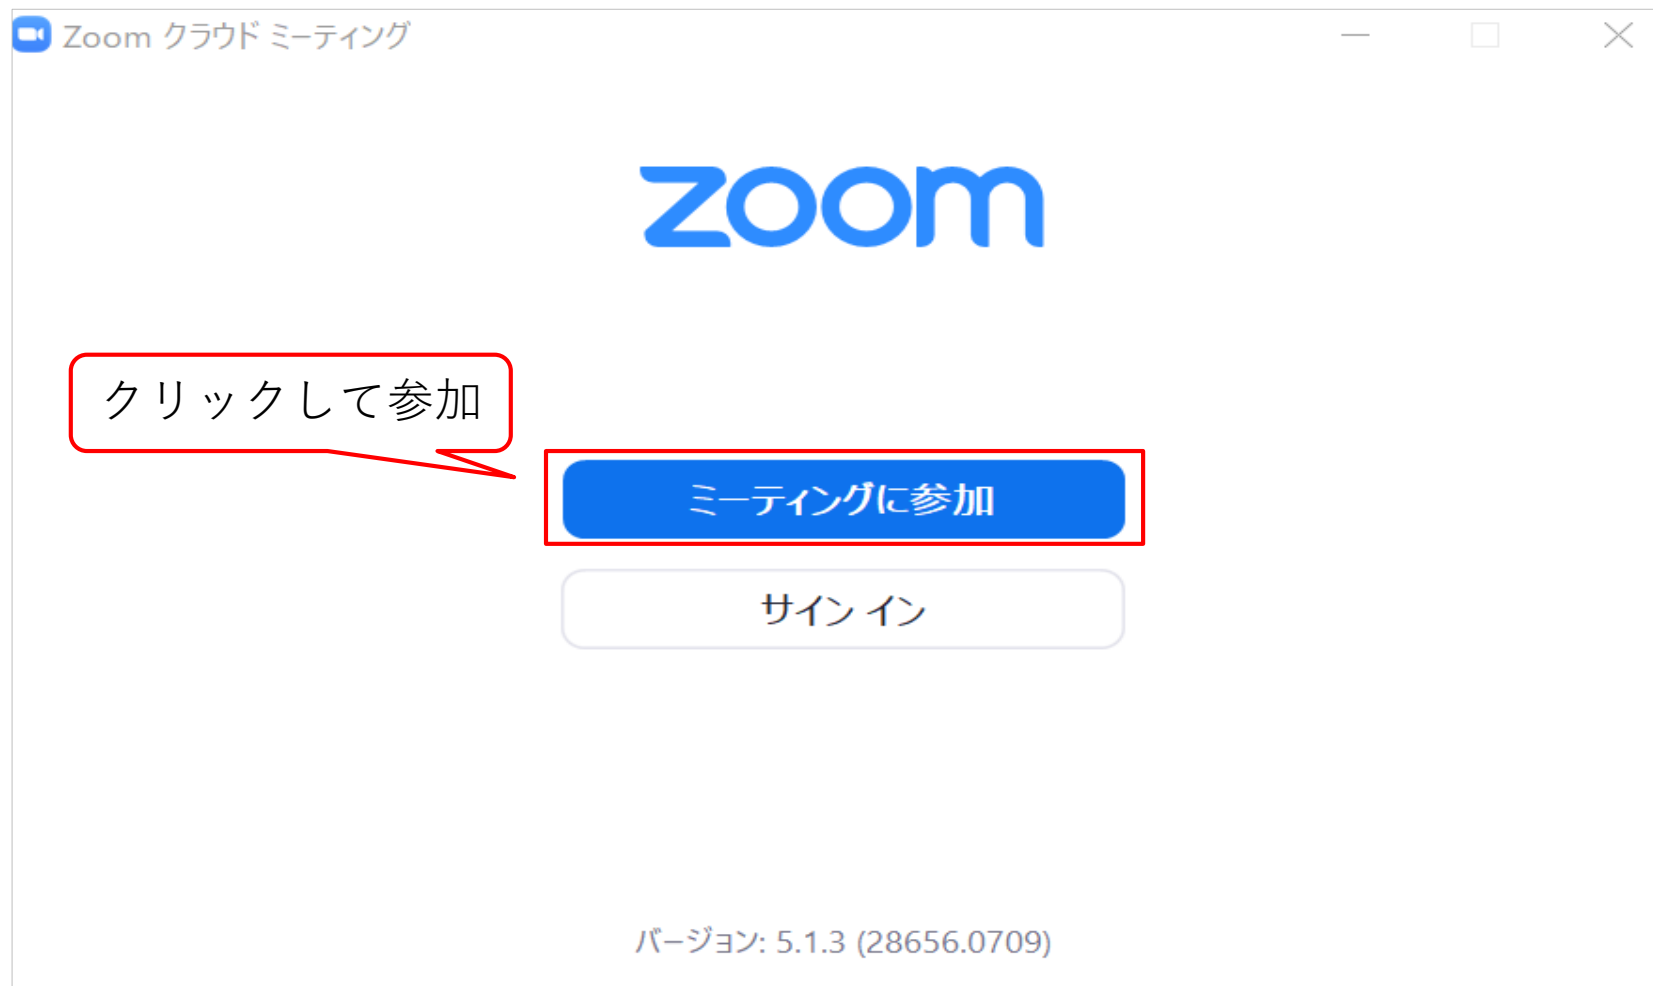 Zoom クラウド ミーティング
zoom
クリックして参加
ミーティングに参加
サイン イン
バージョン: 5.1.3 (28656.0709)